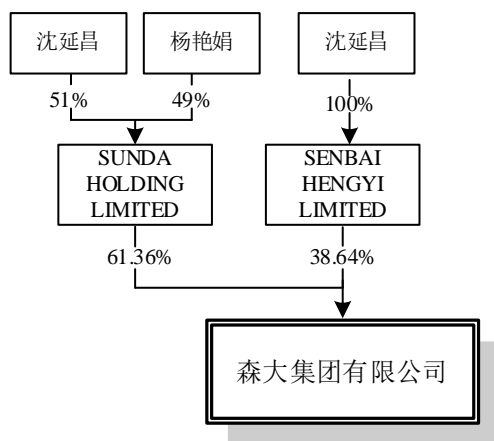 沈延昌
杨艳娟
沈延昌
51%
49%
100%
SUNDA
HOLDING
LIMITED
SENBAI
HENGYI
LIMITED
61.36%
38.64%
森大集团有限公司